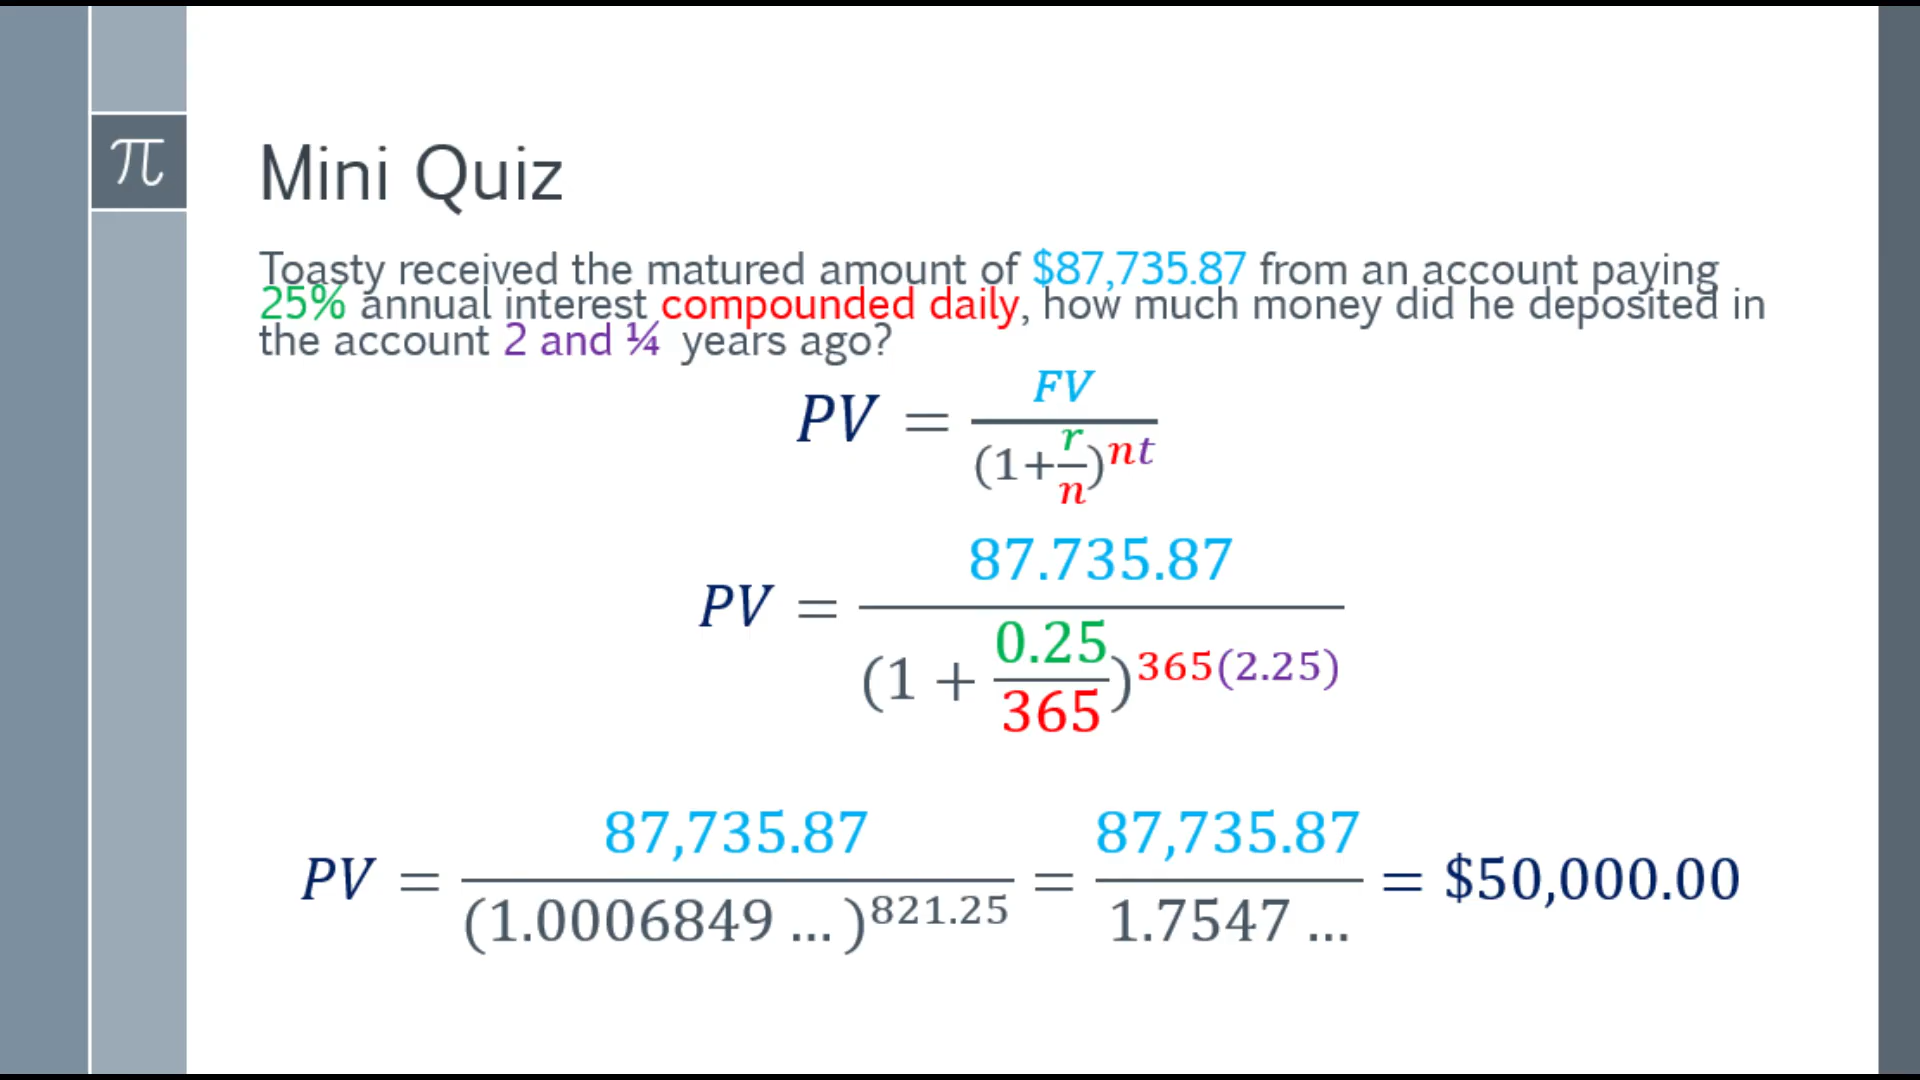 π
Mini Quiz
Toasty received the matured amount of $87,735.87 from an account paying
25% annual interest compounded daily, how much money did he deposited in
the account 2 and ¼ years ago?
PV = FV / (1+r/n)^nt
PV = 87.735.87 / (1 + 0.25/365)^365(2.25)
PV = 87,735.87 / (1.0006849 ... )^821.25 = 87,735.87 / 1.7547 ... = $50,000.00